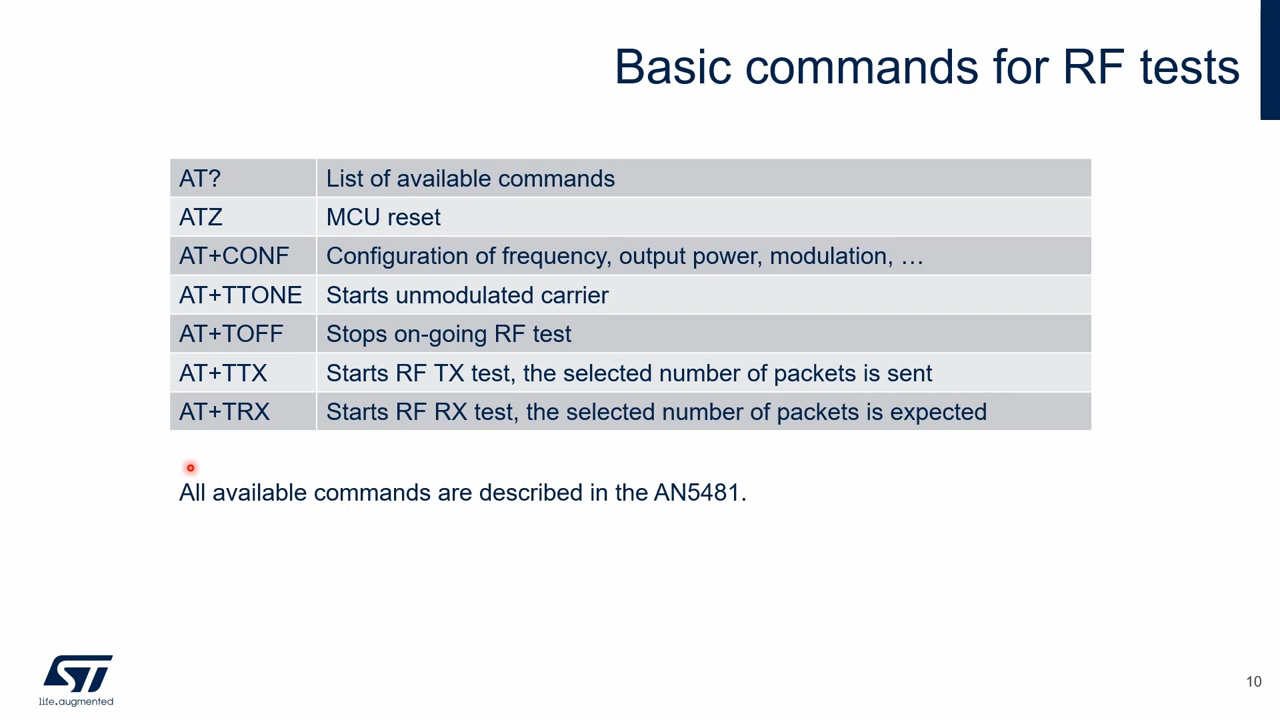 Basic commands for RF tests
AT? List of available commands
ATZ MCU reset
AT+CONF Configuration of frequency, output power, modulation, …
AT+TTONE Starts unmodulated carrier
AT+TOFF Stops on-going RF test
AT+TTX Starts RF TX test, the selected number of packets is sent
AT+TRX Starts RF RX test, the selected number of packets is expected
All available commands are described in the AN5481.
ST
life.augmented
10